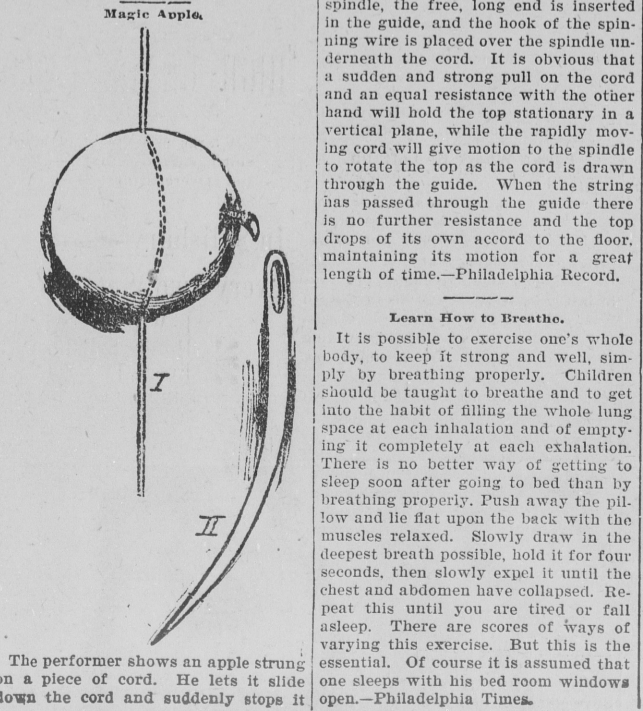 Magic Apple.
I
II
The performer shows an apple strung
on a piece of cord. He lets it slide
down the cord and suddenly stops it
spindle, the free, long end is inserted
in the guide, and the hook of the spin-
ning wire is placed over the spindle un-
derneath the cord. It is obvious that
a sudden and strong pull on the cord
and an equal resistance with the other
hand will hold the top stationary in a
vertical plane, while the rapidly mov-
ing cord will give motion to the spindle
to rotate the top as the cord is drawn
through the guide. When the string
has passed through the guide there
is no further resistance and the top
drops of its own accord to the floor,
maintaining its motion for a great
length of time.—Philadelphia Record.
Learn How to Breathe.
It is possible to exercise one's whole
body, to keep it strong and well, sim-
ply by breathing properly. Children
should be taught to breathe and to get
into the habit of filling the whole lung
space at each inhalation and of empty-
ing it completely at each exhalation.
There is no better way of getting to
sleep soon after going to bed than by
breathing properly. Push away the pil-
low and lie flat upon the back with the
muscles relaxed. Slowly draw in the
deepest breath possible, hold it for four
seconds, then slowly expel it until the
chest and abdomen have collapsed. Re-
peat this until you are tired or fall
asleep. There are scores of ways of
varying this exercise. But this is the
essential. Of course it is assumed that
one sleeps with his bed room windows
open.—Philadelphia Times.